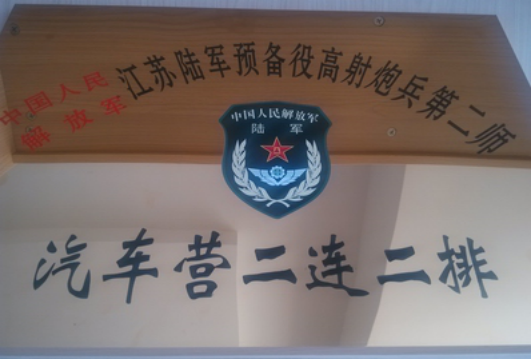 中国人民
解放军
江苏陆军预备役高射炮兵第二师
中国人民解放军
陆军
汽车营二连二排